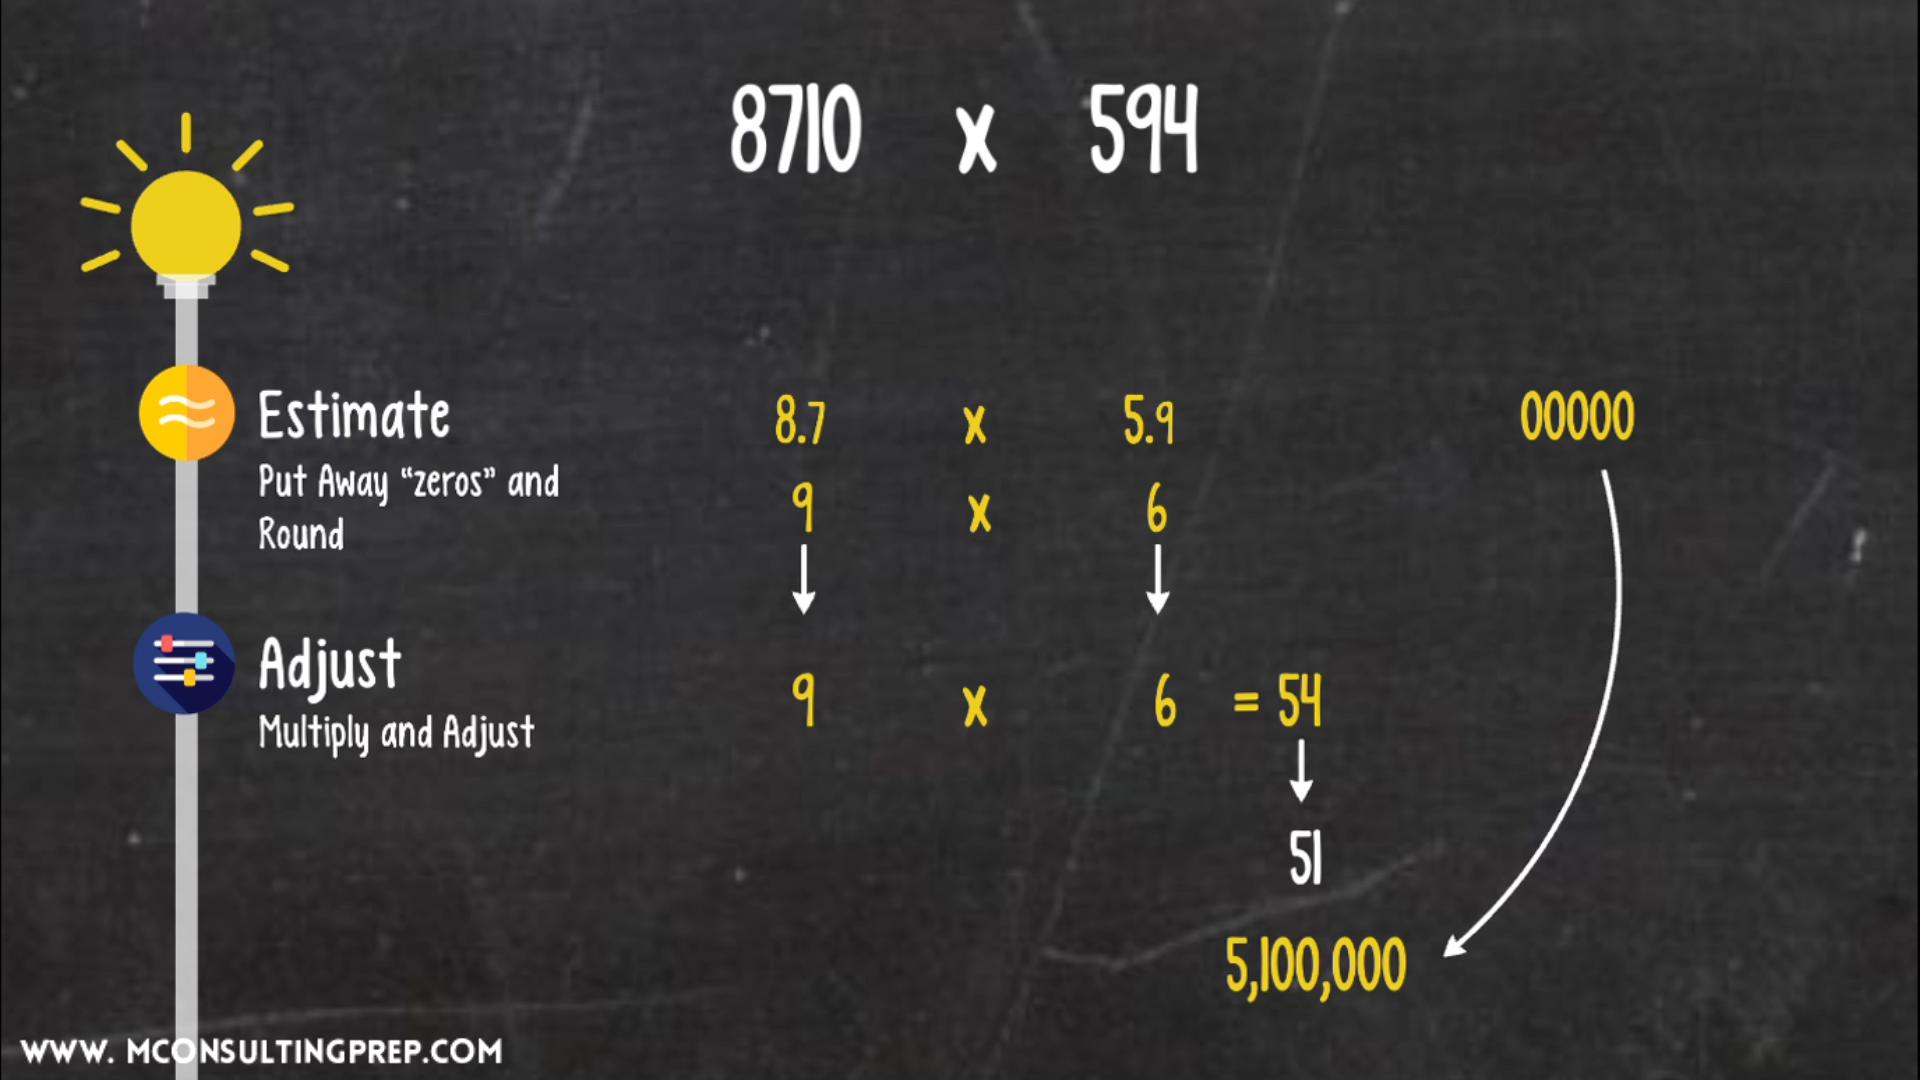 8710 x 594
Estimate
Put Away “zeros” and
Round
8.7 x 5.9 00000
9 x 6
Adjust
Multiply and Adjust
9 x 6 = 54
51
5,100,000
WWW. MCONSULTINGPREP.COM